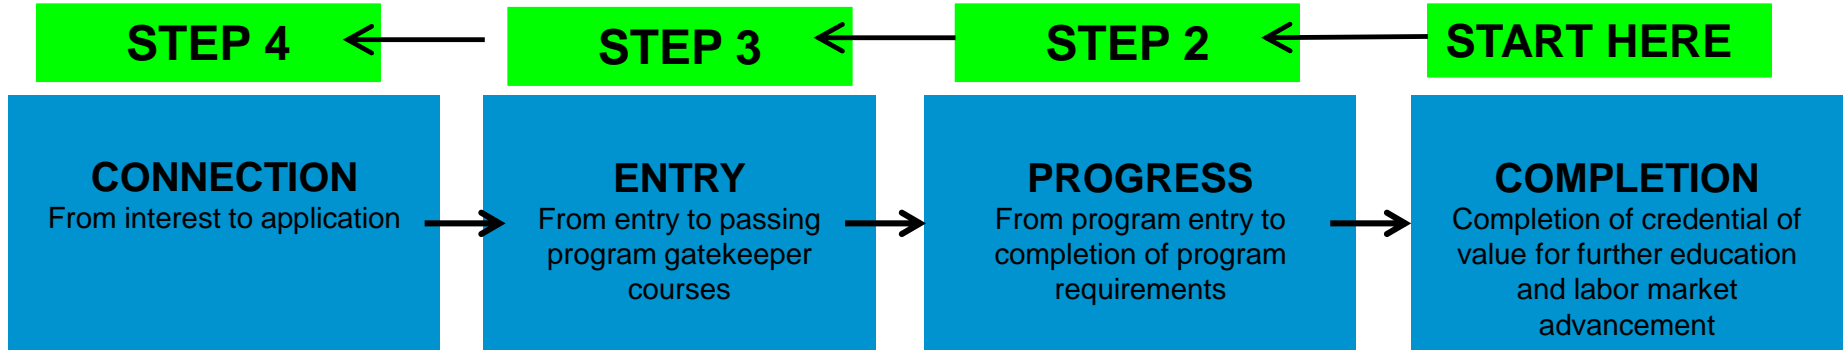 STEP 4
STEP 3
STEP 2
START HERE
CONNECTION
From interest to application
ENTRY
From entry to passing
program gatekeeper
courses
PROGRESS
From program entry to
completion of program
requirements
COMPLETION
Completion of credential of
value for further education
and labor market
advancement